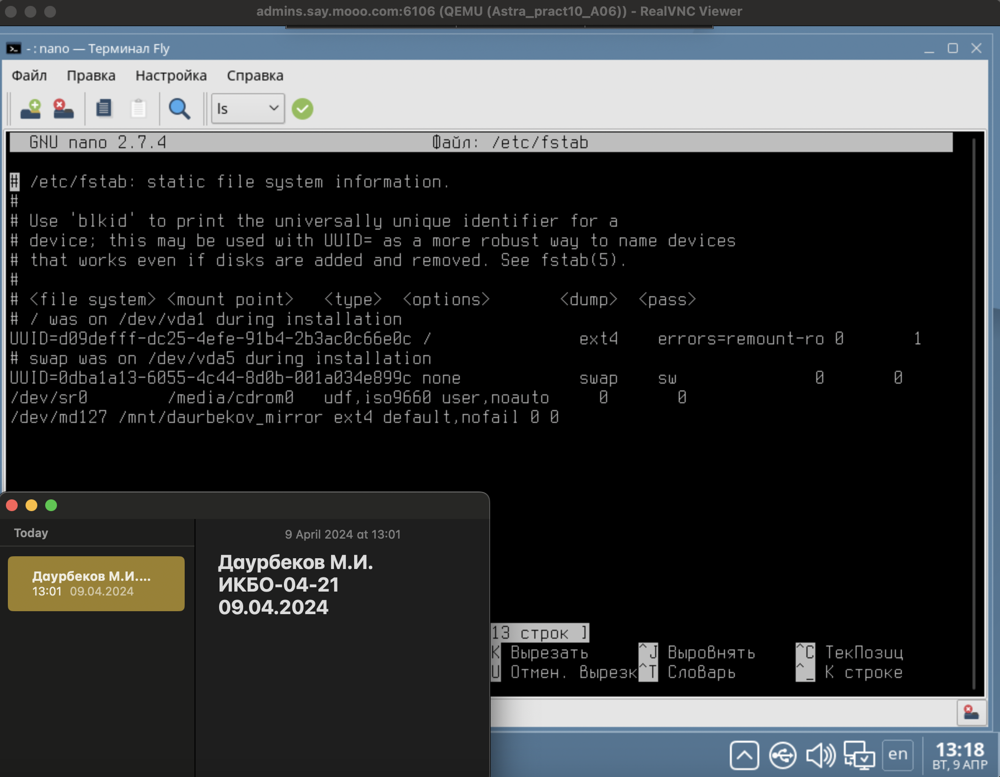 admins.say.mooo.com:6106 (QEMU (Astra_pract10_A06)) - RealVNC Viewer
- : nano — Терминал Fly
Файл Правка Настройка Справка
ls
GNU nano 2.7.4 Файл: /etc/fstab
# /etc/fstab: static file system information.
#
# Use 'blkid' to print the universally unique identifier for a
# device; this may be used with UUID= as a more robust way to name devices
# that works even if disks are added and removed. See fstab(5).
#
# <file system> <mount point> <type> <options> <dump> <pass>
# / was on /dev/vda1 during installation
UUID=d09defff-dc25-4efe-91b4-2b3ac0c66e0c / ext4 errors=remount-ro 0 1
# swap was on /dev/vda5 during installation
UUID=0dba1a13-6055-4c44-8d0b-001a034e899c none swap sw 0 0
/dev/sr0 /media/cdrom0 udf,iso9660 user,noauto 0 0
/dev/md127 /mnt/daurbekov_mirror ext4 default,nofail 0 0
13 строк ]
K Вырезать ^J Выровнять ^C ТекПозиц
U Отмен. Вырезк ^T Словарь ^_ К строке
Today
Даурбеков М.И....
13:01 09.04.2024
9 April 2024 at 13:01
Даурбеков М.И.
ИКБО-04-21
09.04.2024
en
13:18
ВТ, 9 АПР